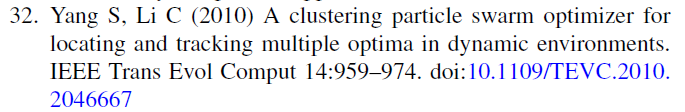 32. Yang S, Li C (2010) A clustering particle swarm optimizer for
locating and tracking multiple optima in dynamic environments.
IEEE Trans Evol Comput 14:959–974. doi:10.1109/TEVC.2010.
2046667